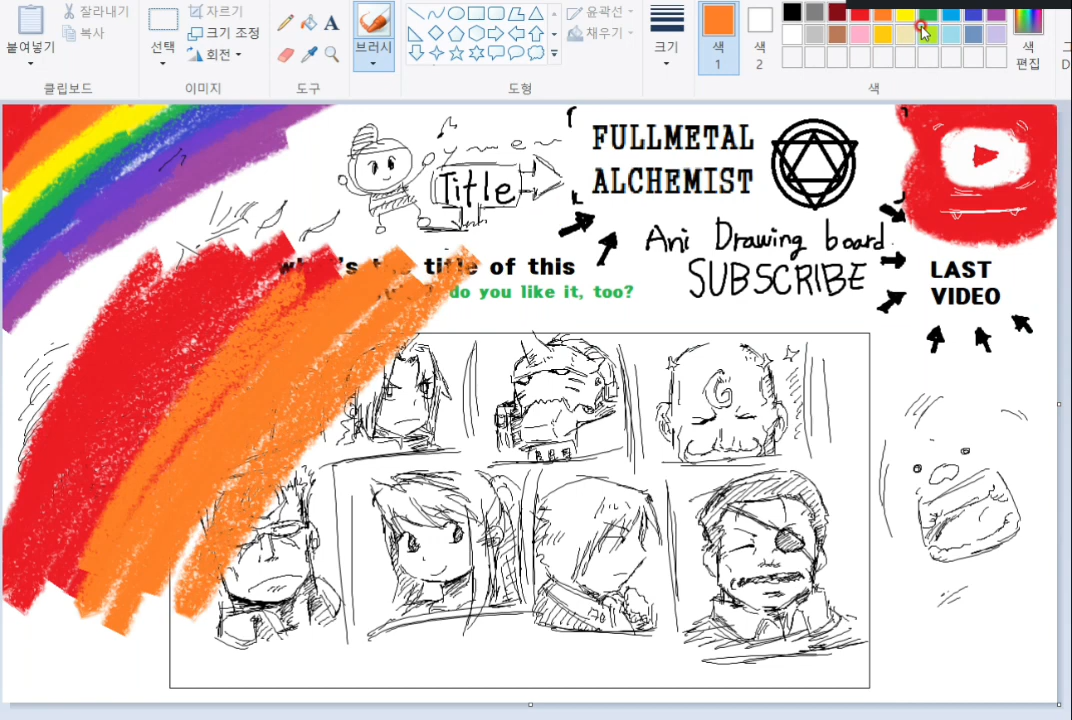 잘라내기
자르기
윤곽선
복사
크기 조정
채우기
붙여넣기
선택
회전
A
브러시
크기
색
1
색
2
색
편집
클립보드
이미지
도구
도형
색
Title
FULLMETAL
ALCHEMIST
Ani Drawing board
SUBSCRIBE
title of this
do you like it, too?
LAST
VIDEO
G